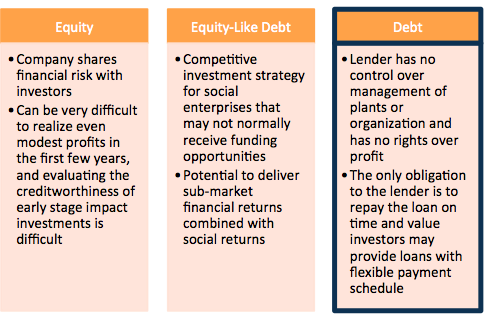 Equity
• Company shares
financial risk with
investors
• Can be very difficult
to realize even
modest profits in
the first few years,
and evaluating the
creditworthiness of
early stage impact
investments is
difficult
Equity-Like Debt
• Competitive
investment strategy
for social
enterprises that
may not normally
receive funding
opportunities
• Potential to deliver
sub-market
financial returns
combined with
social returns
Debt
• Lender has no
control over
management of
plants or
organization and
has no rights over
profit
• The only obligation
to the lender is to
repay the loan on
time and value
investors may
provide loans with
flexible payment
schedule